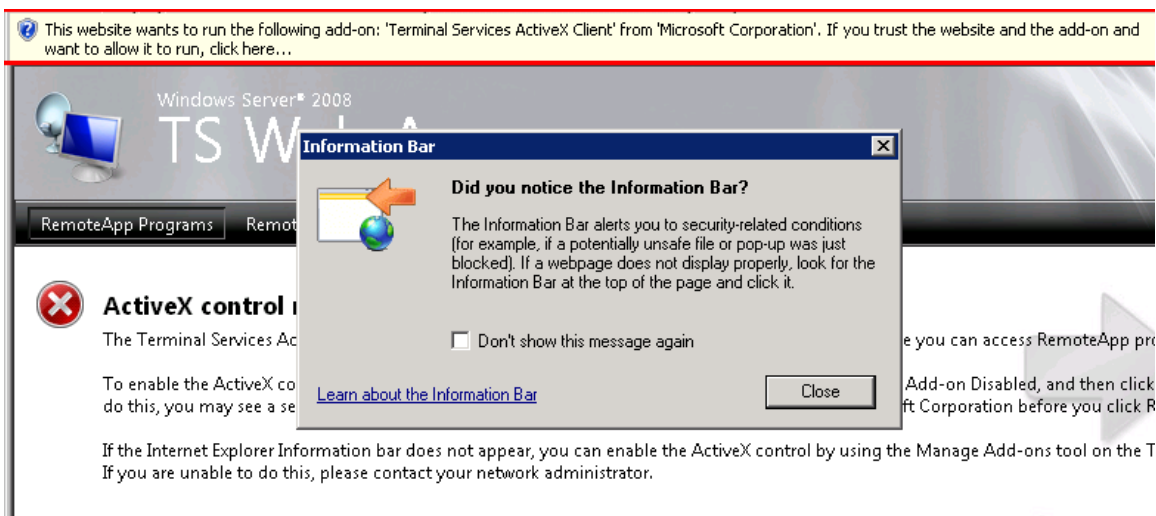 This website wants to run the following add-on: 'Terminal Services ActiveX Client' from 'Microsoft Corporation'. If you trust the website and the add-on and
want to allow it to run, click here...
Windows Server® 2008
TS W
Information Bar
Did you notice the Information Bar?
The Information Bar alerts you to security-related conditions
(for example, if a potentially unsafe file or pop-up was just
blocked). If a webpage does not display properly, look for the
Information Bar at the top of the page and click it.
Don't show this message again
Learn about the Information Bar
Close
RemoteApp Programs
Remot
ActiveX control
The Terminal Services Ac
e you can access RemoteApp pro
To enable the ActiveX co
Add-on Disabled, and then click
do this, you may see a se
ft Corporation before you click R
If the Internet Explorer Information bar does not appear, you can enable the ActiveX control by using the Manage Add-ons tool on the T
If you are unable to do this, please contact your network administrator.